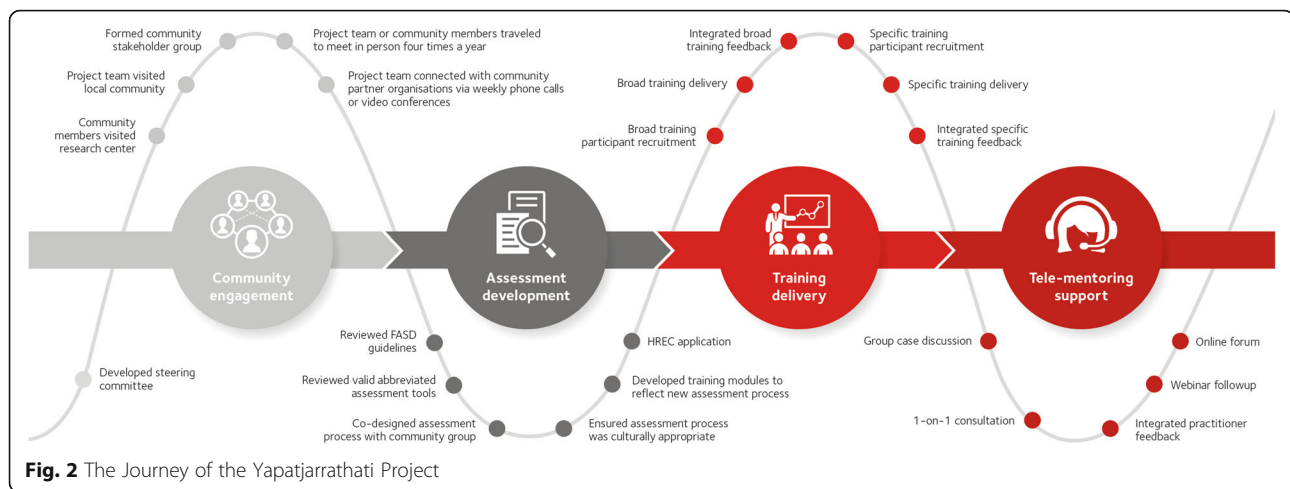 Developed steering
committee
Community
members visited
research center
Project team visited
local community
Formed community
stakeholder group
Project team or community members traveled
to meet in person four times a year
Project team connected with community
partner organisations via weekly phone calls
or video conferences
Community
engagement
Reviewed FASD
guidelines
Reviewed valid abbreviated
assessment tools
Co-designed assessment
process with community group
Ensured assessment process
was culturally appropriate
Developed training modules to
reflect new assessment process
HREC application
Assessment
development
Broad training
participant recruitment
Broad training delivery
Integrated broad
training feedback
Specific training
participant recruitment
Specific training delivery
Integrated specific
training feedback
Training
delivery
Group case discussion
1-on-1 consultation
Integrated practitioner
feedback
Webinar followup
Online forum
Tele-mentoring
support
Fig. 2 The Journey of the Yapatjarrathati Project